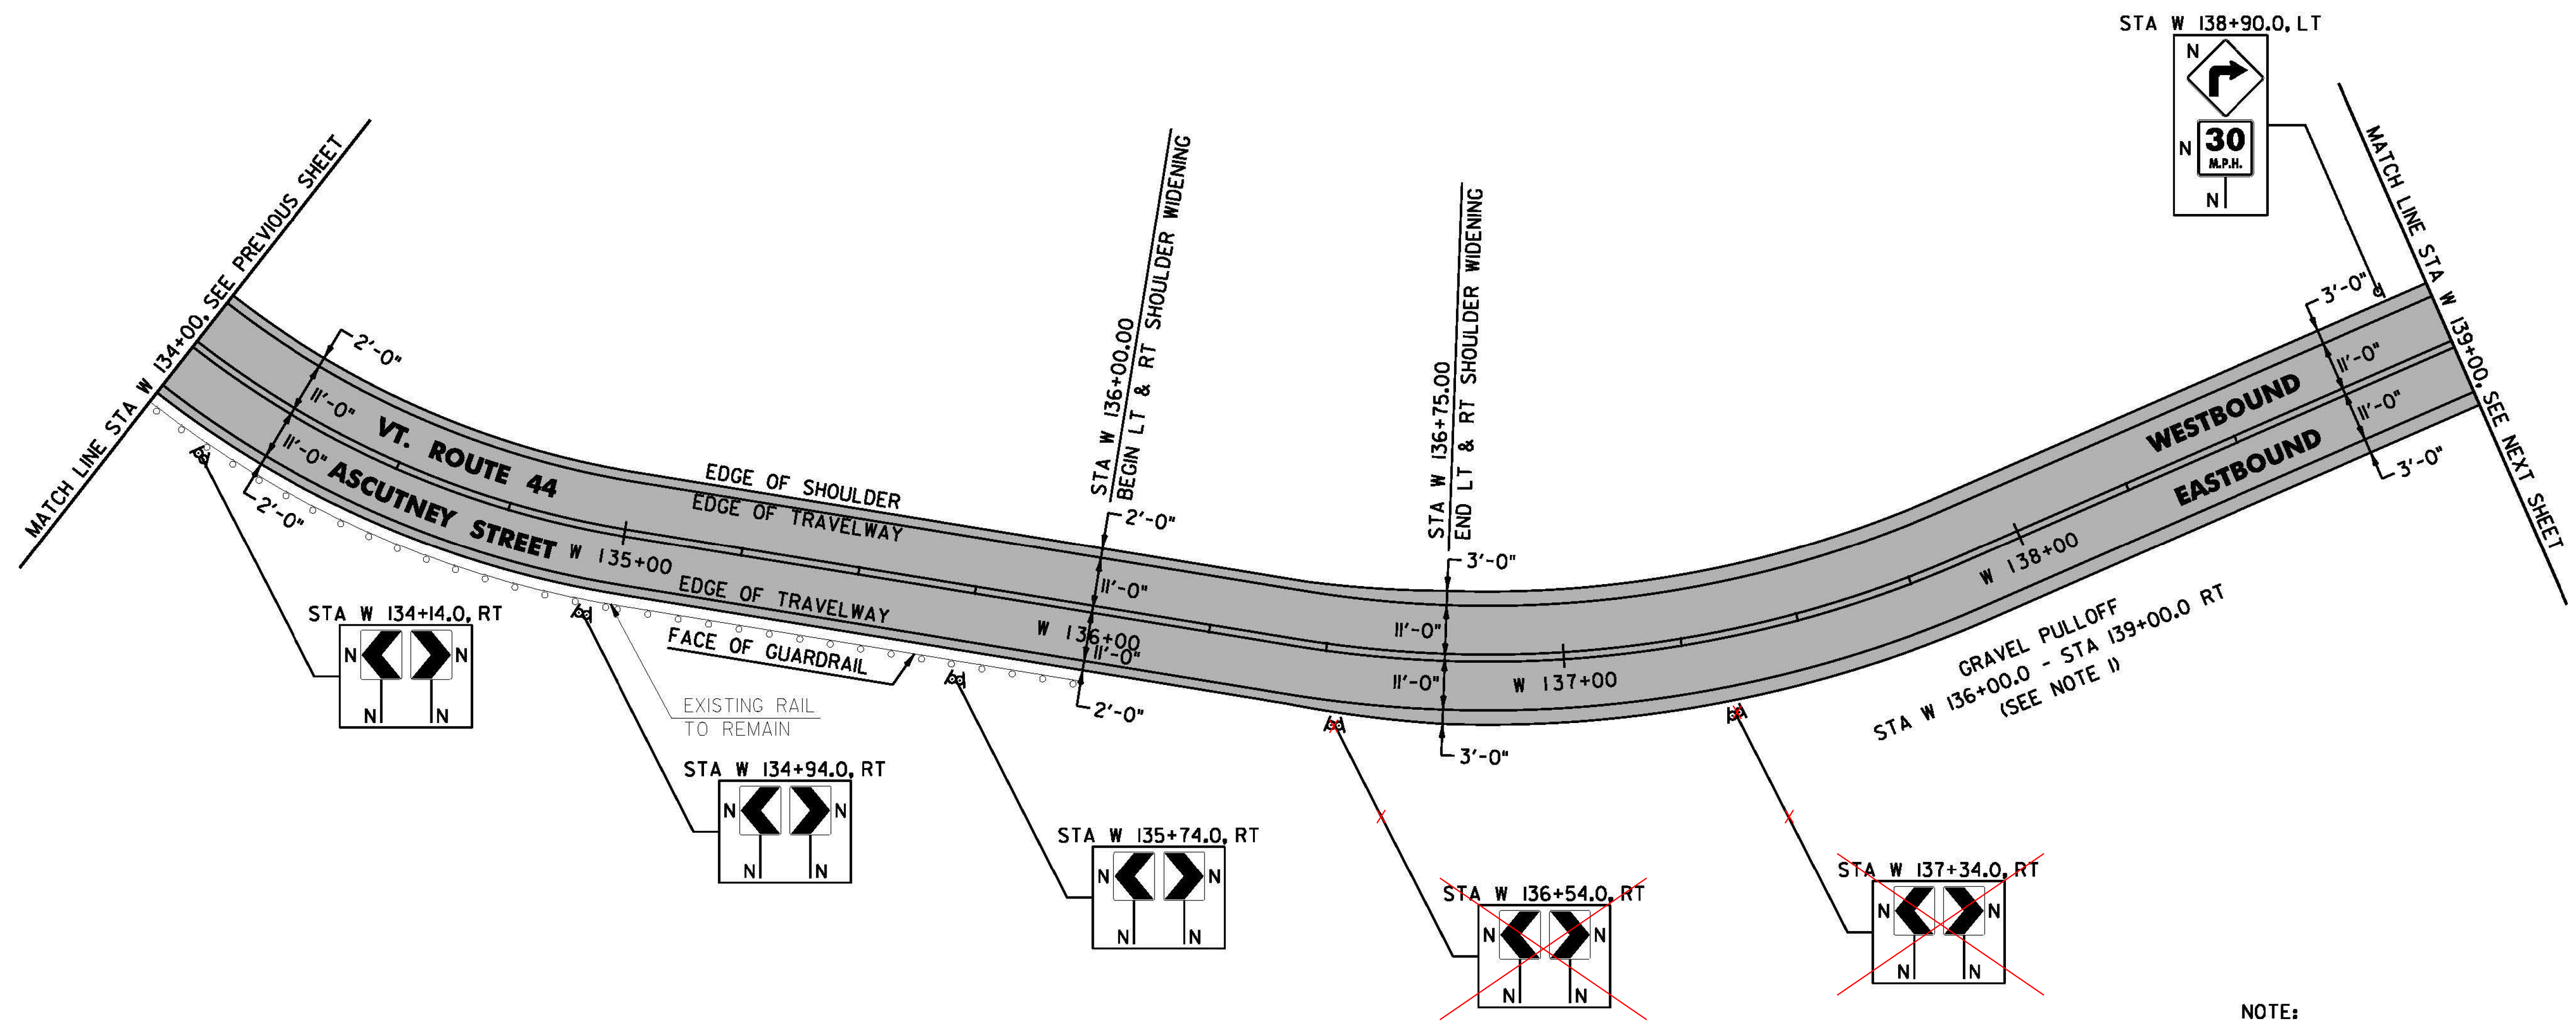 STA W 138+90.0, LT
N
N
30
M.P.H.
N
MATCH LINE STA W 134+00, SEE PREVIOUS SHEET
MATCH LINE STA W 139+00, SEE NEXT SHEET
STA W 136+00.00
BEGIN LT & RT SHOULDER WIDENING
STA W 136+75.00
END LT & RT SHOULDER WIDENING
2'-0"
11'-0"
11'-0"
2'-0"
VT. ROUTE 44
ASCUTNEY STREET
W 135+00
EDGE OF SHOULDER
EDGE OF TRAVELWAY
EDGE OF TRAVELWAY
FACE OF GUARDRAIL
EXISTING RAIL
TO REMAIN
2'-0"
11'-0"
W 136+00
11'-0"
2'-0"
3'-0"
11'-0"
11'-0"
3'-0"
W 137+00
W 138+00
WESTBOUND
EASTBOUND
3'-0"
11'-0"
11'-0"
3'-0"
GRAVEL PULLOFF
STA W 136+00.0 - STA 139+00.0 RT
(SEE NOTE 1)
STA W 134+14.0, RT
N N
N N
STA W 134+94.0, RT
N N
N N
STA W 135+74.0, RT
N N
N N
STA W 136+54.0, RT
N N
N N
STA W 137+34.0, RT
N N
N N
NOTE: